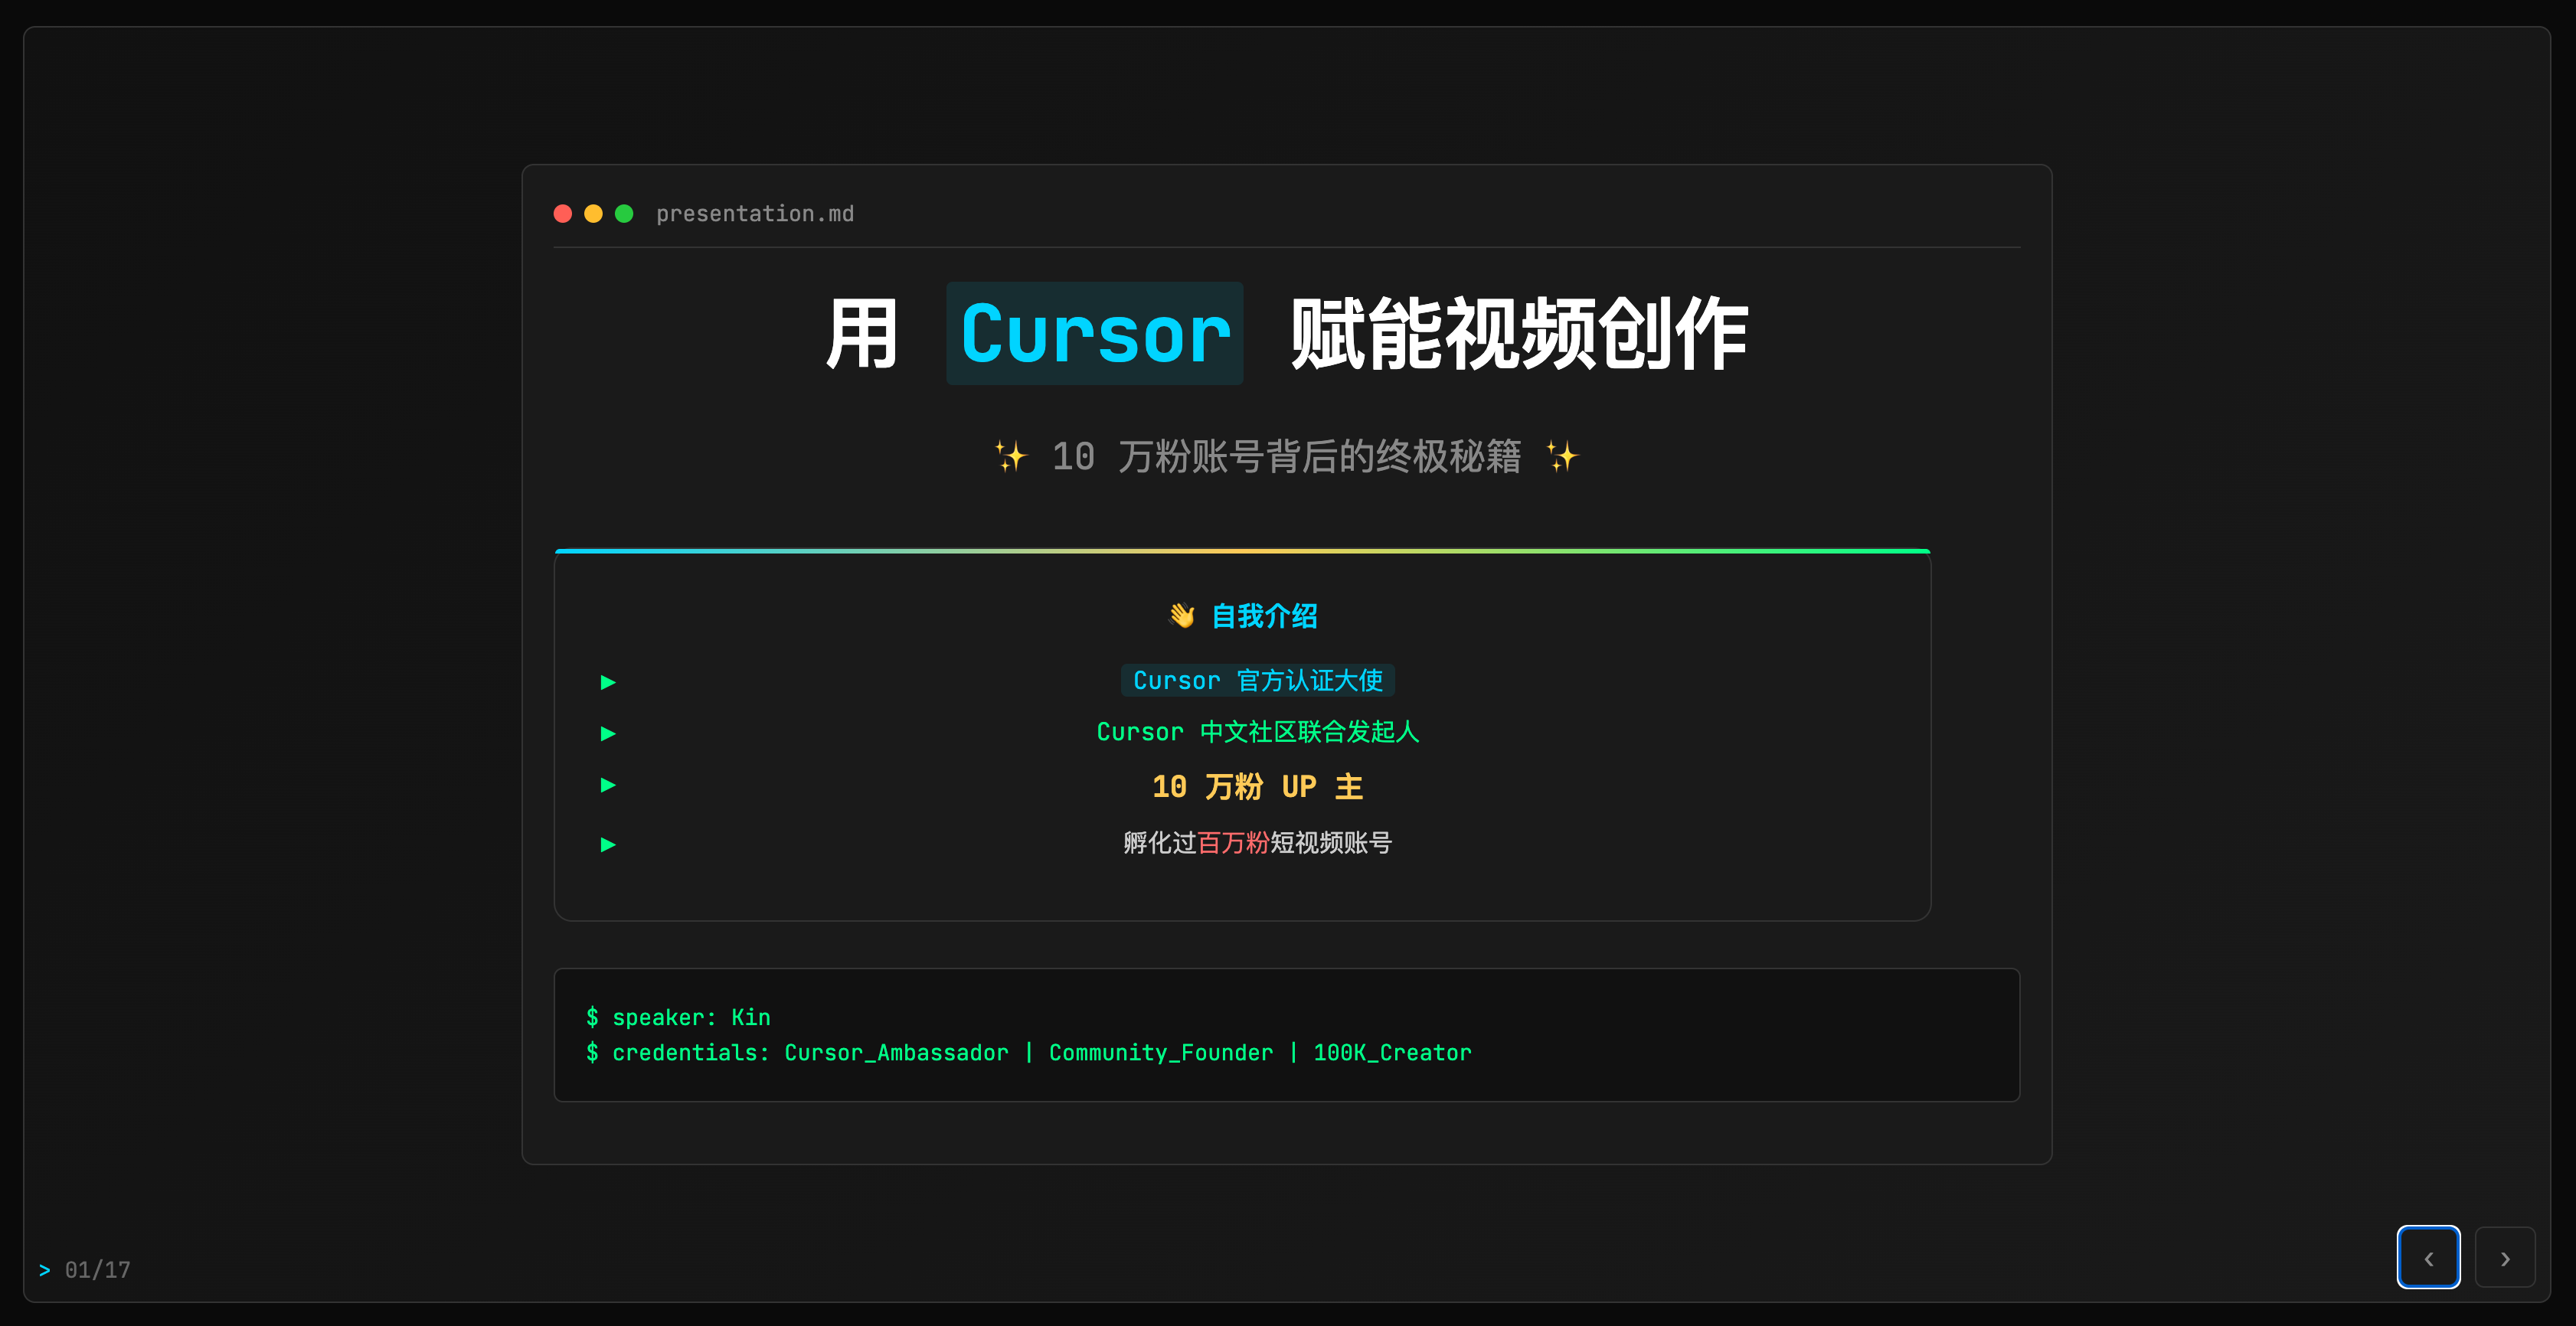 presentation.md
用 Cursor 赋能视频创作
✨ 10 万粉账号背后的终极秘籍 ✨
👋 自我介绍
▶ Cursor 官方认证大使
▶ Cursor 中文社区联合发起人
▶ 10 万粉 UP 主
▶ 孵化过百万粉短视频账号
$ speaker: Kin
$ credentials: Cursor_Ambassador | Community_Founder | 100K_Creator
> 01/17
‹ ›